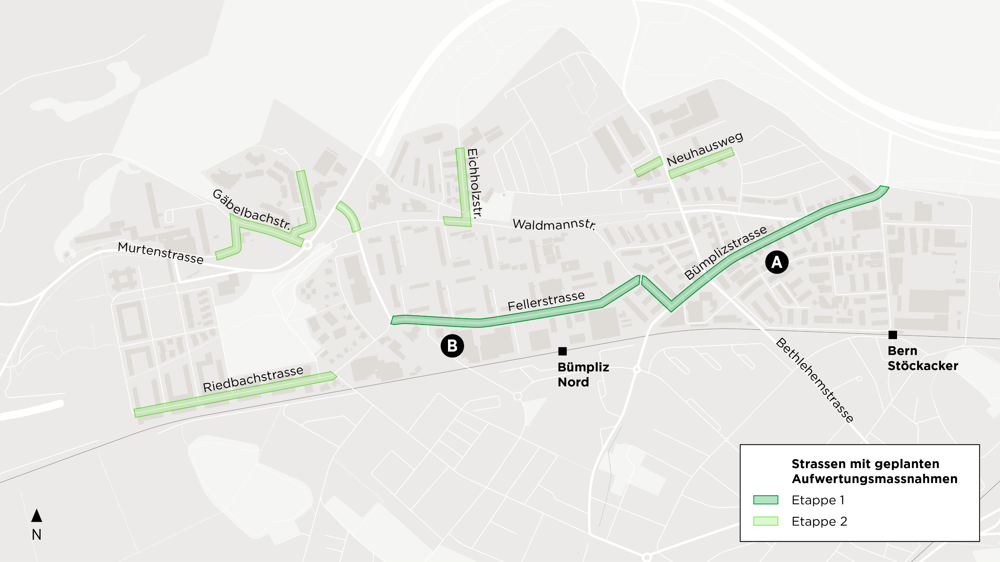 Neuhausweg
Eichholzstr.
Gäbelbachstr.
Waldmannstr.
Murtenstrasse
Bümplizstrasse
A
Fellerstrasse
B
Bern
Stöckacker
Bümpliz
Nord
Bethlehemstrasse
Riedbachstrasse
Strassen mit geplanten
Aufwertungsmassnahmen
Etappe 1
Etappe 2
N